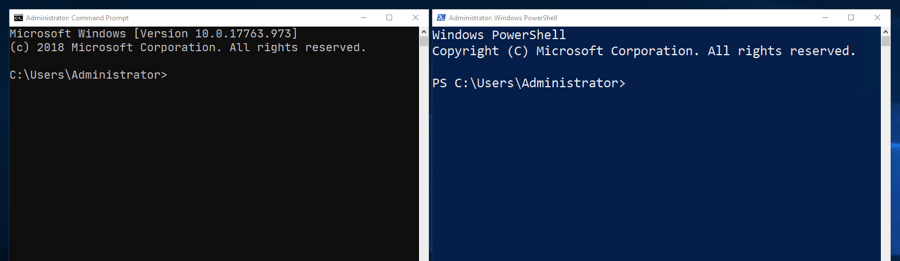 Administrator: Command Prompt
Microsoft Windows [Version 10.0.17763.973]
(c) 2018 Microsoft Corporation. All rights reserved.
C:\Users\Administrator>
Administrator: Windows PowerShell
Windows PowerShell
Copyright (C) Microsoft Corporation. All rights reserved.
PS C:\Users\Administrator>